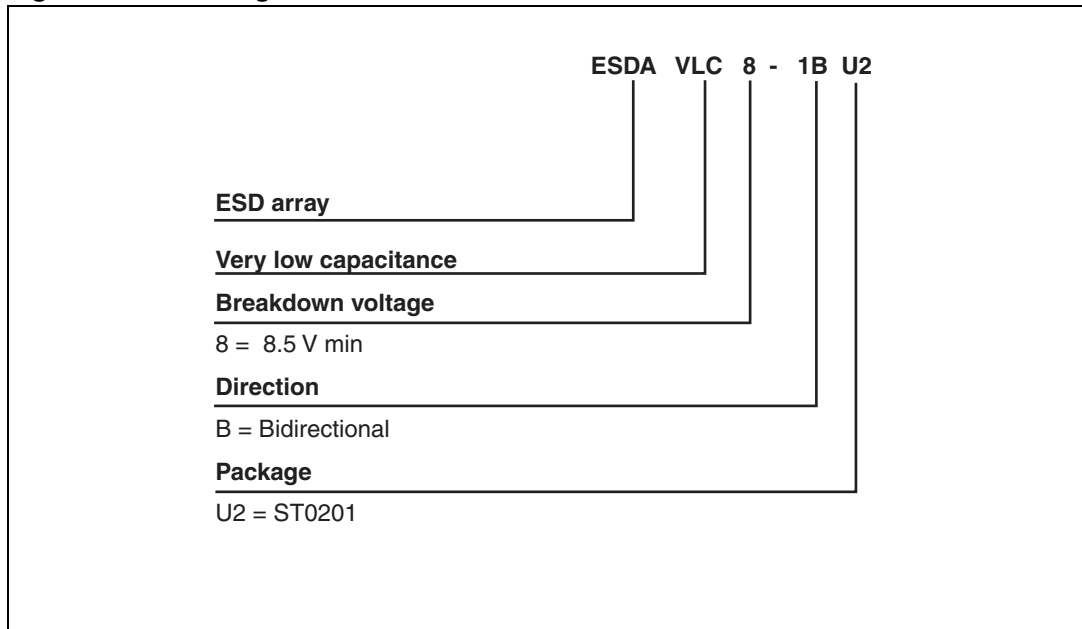 ESDA VLC 8 - 1B U2
ESD array
Very low capacitance
Breakdown voltage
8 = 8.5 V min
Direction
B = Bidirectional
Package
U2 = ST0201